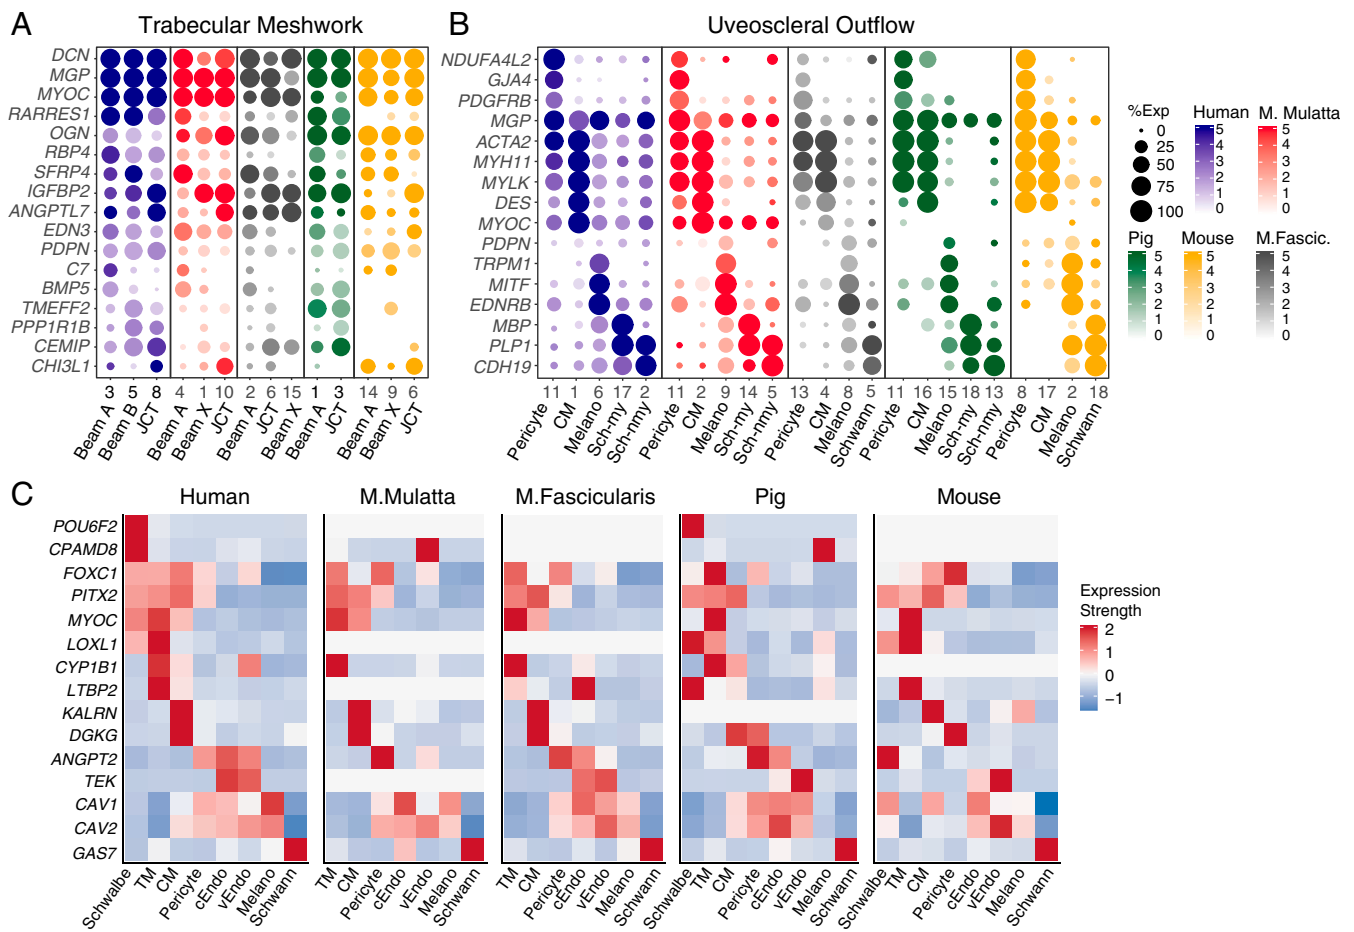 A
Trabecular Meshwork
DCN
MGP
MYOC
RARRES1
OGN
RBP4
SFRP4
IGFBP2
ANGPTL7
EDN3
PDPN
C7
BMP5
TMEFF2
PPP1R1B
CEMIP
CHI3L1
3 5 8 4 1 10 2 6 15 1 3 14 9 6
Beam A Beam B JCT Beam A Beam X JCT Beam A JCT Beam X Beam A JCT Beam A Beam X JCT
B
Uveoscleral Outflow
NDUFA4L2
GJA4
PDGFRB
MGP
ACTA2
MYH11
MYLK
DES
MYOC
PDPN
TRPM1
MITF
EDNRB
MBP
PLP1
CDH19
11 1 6 17 2 11 2 9 14 5 13 4 8 5 11 16 15 18 13 8 17 2 18
Pericyte CM Melano Sch-my Sch-nmy Pericyte CM Melano Sch-my Sch-nmy Pericyte CM Melano Schwann Pericyte CM Melano Sch-my Sch-nmy Pericyte CM Melano Schwann
%Exp
0
25
50
75
100
Human
5
4
3
2
1
0
M. Mulatta
5
4
3
2
1
0
Pig
5
4
3
2
1
0
Mouse
5
4
3
2
1
0
M.Fascic.
5
4
3
2
1
0
C
Human
M.Mulatta
M.Fascicularis
Pig
Mouse
POU6F2
CPAMD8
FOXC1
PITX2
MYOC
LOXL1
CYP1B1
LTBP2
KALRN
DGKG
ANGPT2
TEK
CAV1
CAV2
GAS7
Schwalbe TM CM Pericyte cEndo vEndo Melano Schwann
TM CM Pericyte cEndo vEndo Melano Schwann
TM CM Pericyte cEndo vEndo Melano Schwann
Schwalbe TM CM Pericyte cEndo vEndo Melano Schwann
Schwalbe TM CM Pericyte cEndo vEndo Melano Schwann
Expression
Strength
2
1
0
−1